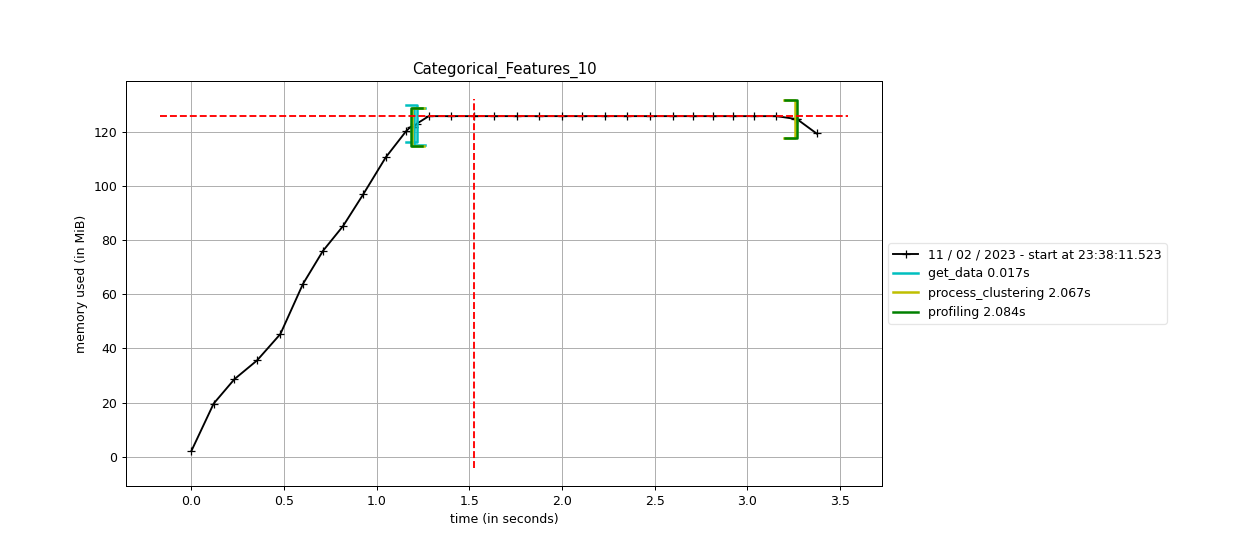 Categorical_Features_10
120
100
80
60
40
20
0
memory used (in MiB)
0.0 0.5 1.0 1.5 2.0 2.5 3.0 3.5
time (in seconds)
11 / 02 / 2023 - start at 23:38:11.523
get_data 0.017s
process_clustering 2.067s
profiling 2.084s